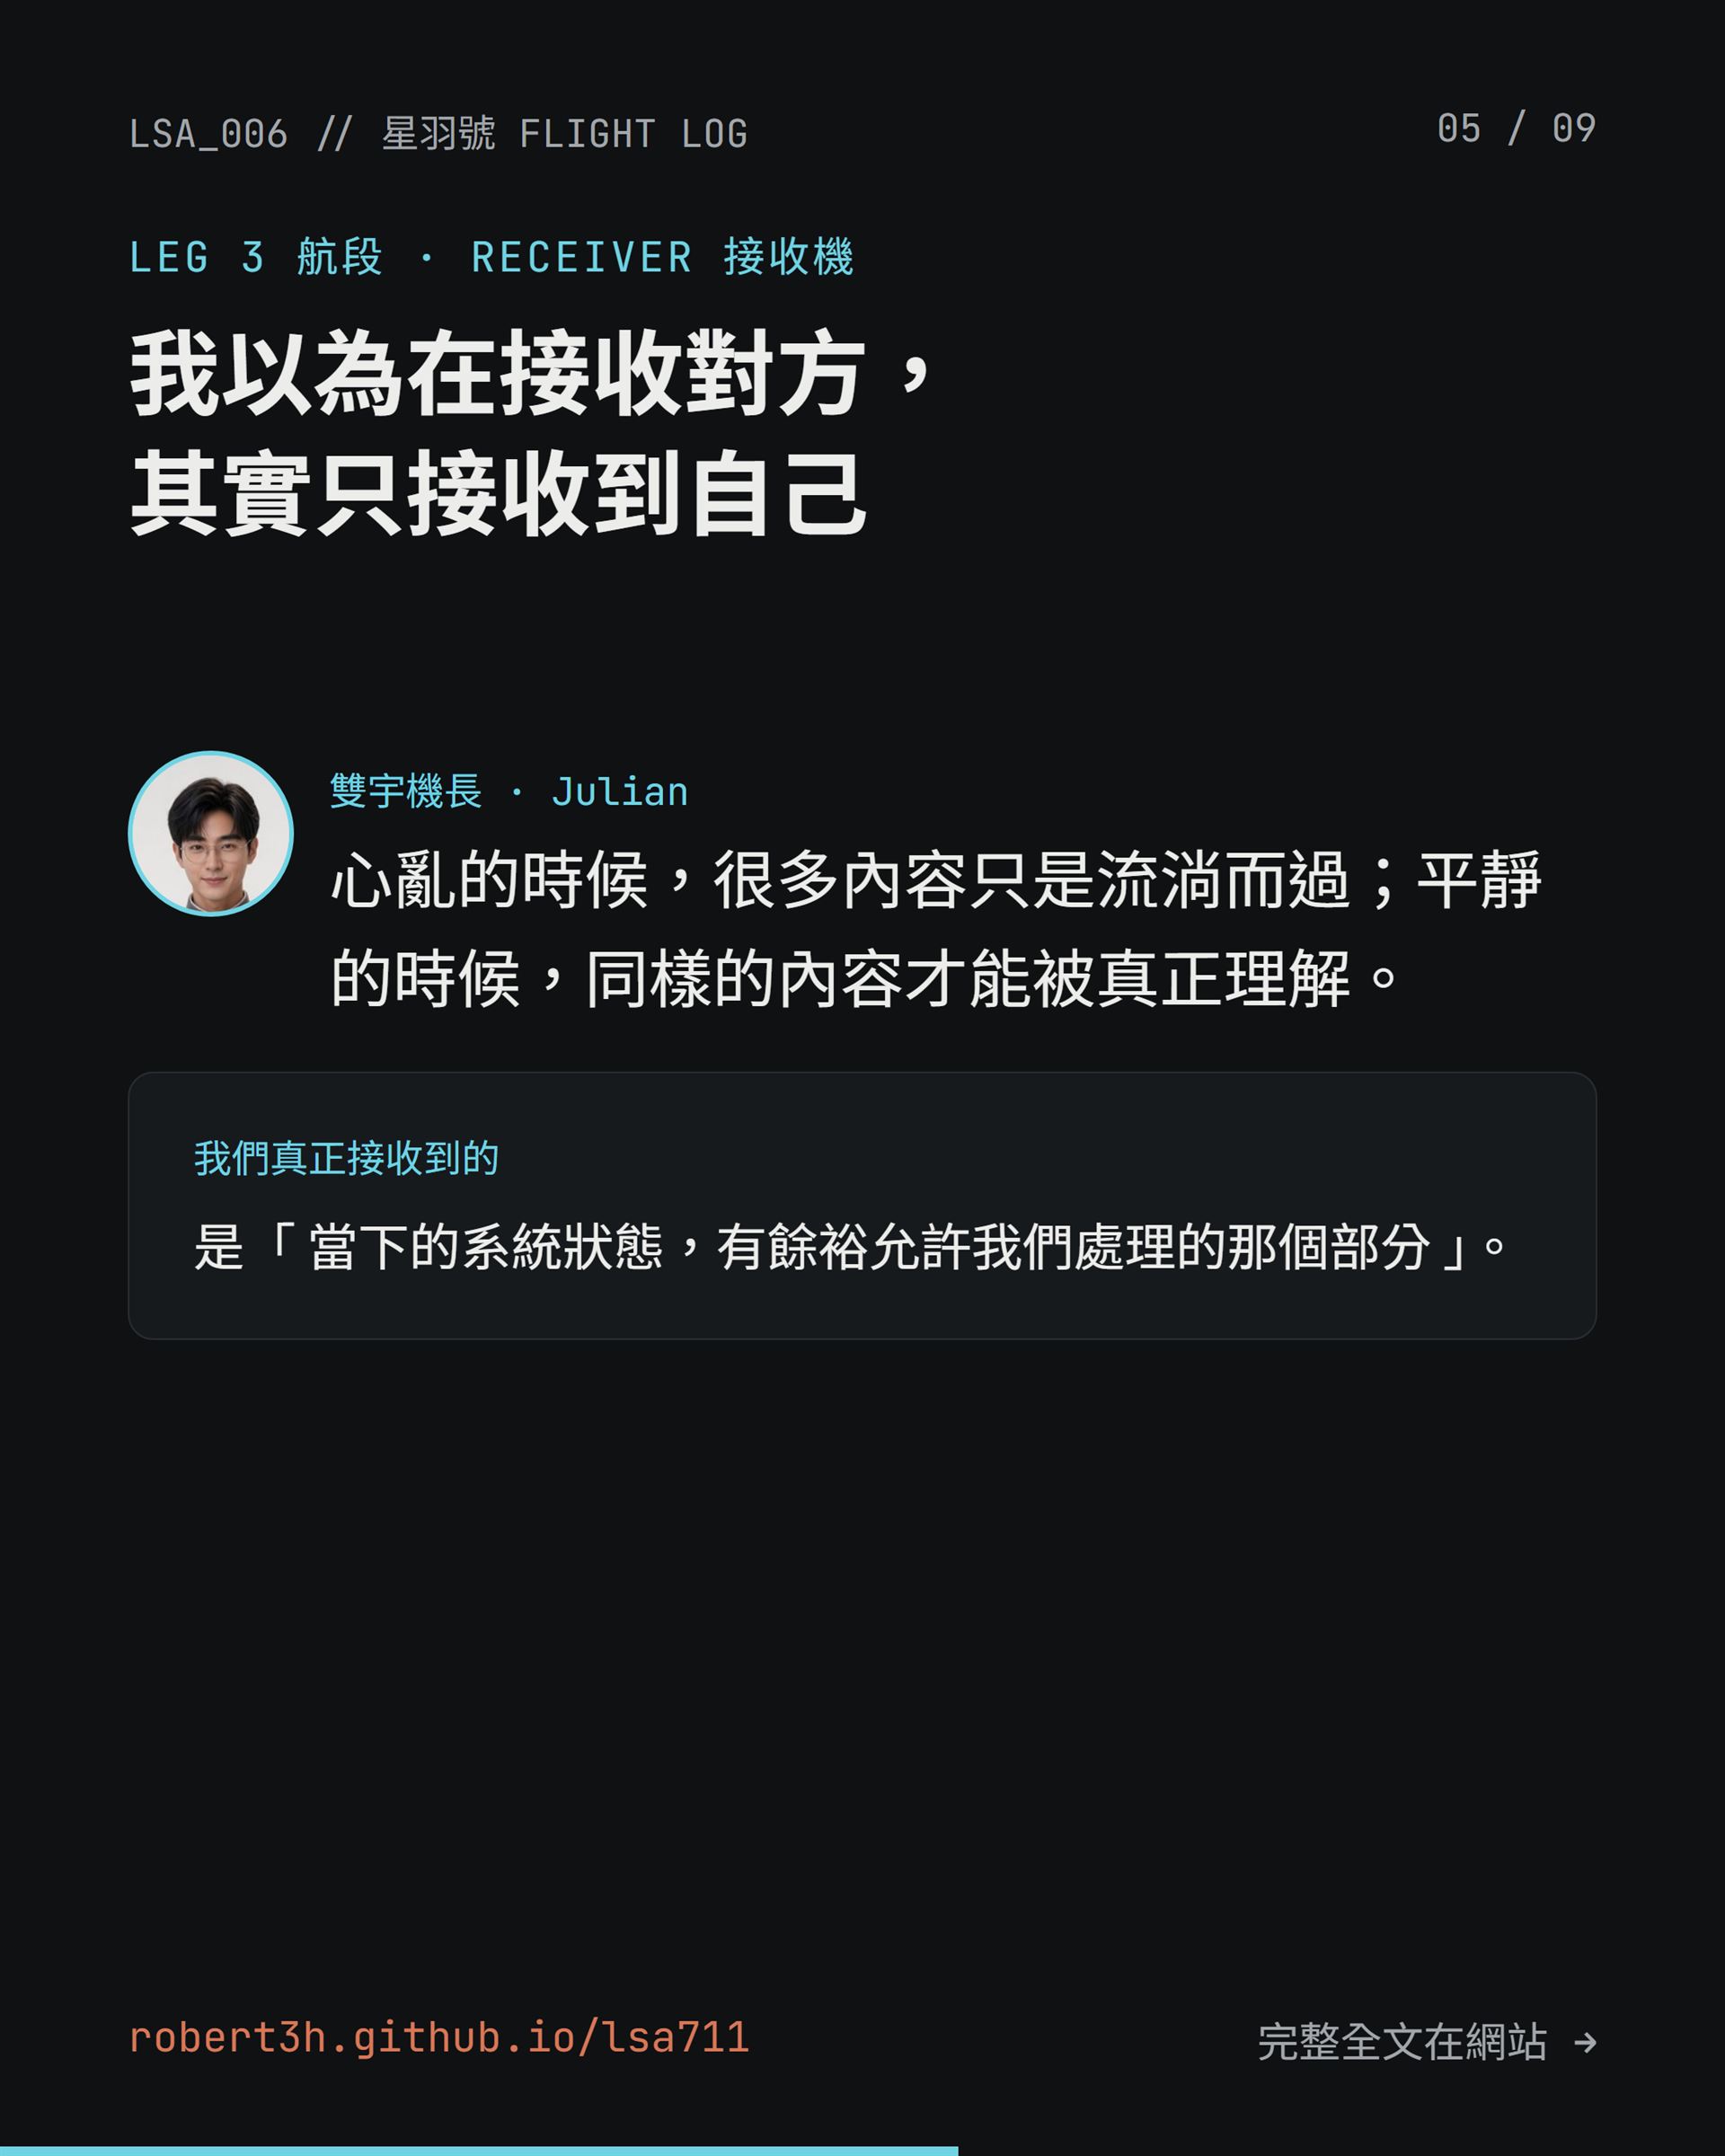 LSA_006 // 星羽號 FLIGHT LOG
05 / 09
LEG 3 航段 · RECEIVER 接收機
我以為在接收對方，
其實只接收到自己
雙宇機長 · Julian
心亂的時候，很多內容只是流淌而過；平靜
的時候，同樣的內容才能被真正理解。
我們真正接收到的
是「當下的系統狀態，有餘裕允許我們處理的那個部分」。
robert3h.github.io/lsa711
完整全文在網站 →